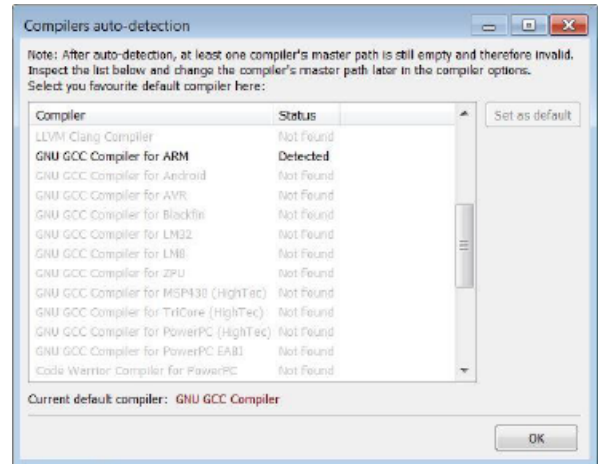 Compilers auto-detection
Note: After auto-detection, at least one compiler's master path is still empty and therefore invalid.
Inspect the list below and change the compiler's master path later in the compiler options.
Select you favourite default compiler here:
Compiler Status
Set as default
LLVM Clang Compiler Not Found
GNU GCC Compiler for ARM Detected
GNU GCC Compiler for Android Not Found
GNU GCC Compiler for AVR Not Found
GNU GCC Compiler for Blackfin Not Found
GNU GCC Compiler for LM32 Not Found
GNU GCC Compiler for LM8 Not Found
GNU GCC Compiler for ZPU Not Found
GNU GCC Compiler for MSP430 (HighTec) Not Found
GNU GCC Compiler for TriCore (HighTec) Not Found
GNU GCC Compiler for PowerPC (HighTec) Not Found
GNU GCC Compiler for PowerPC EABI Not Found
Code Warrior Compiler for PowerPC Not Found
Current default compiler: GNU GCC Compiler
OK